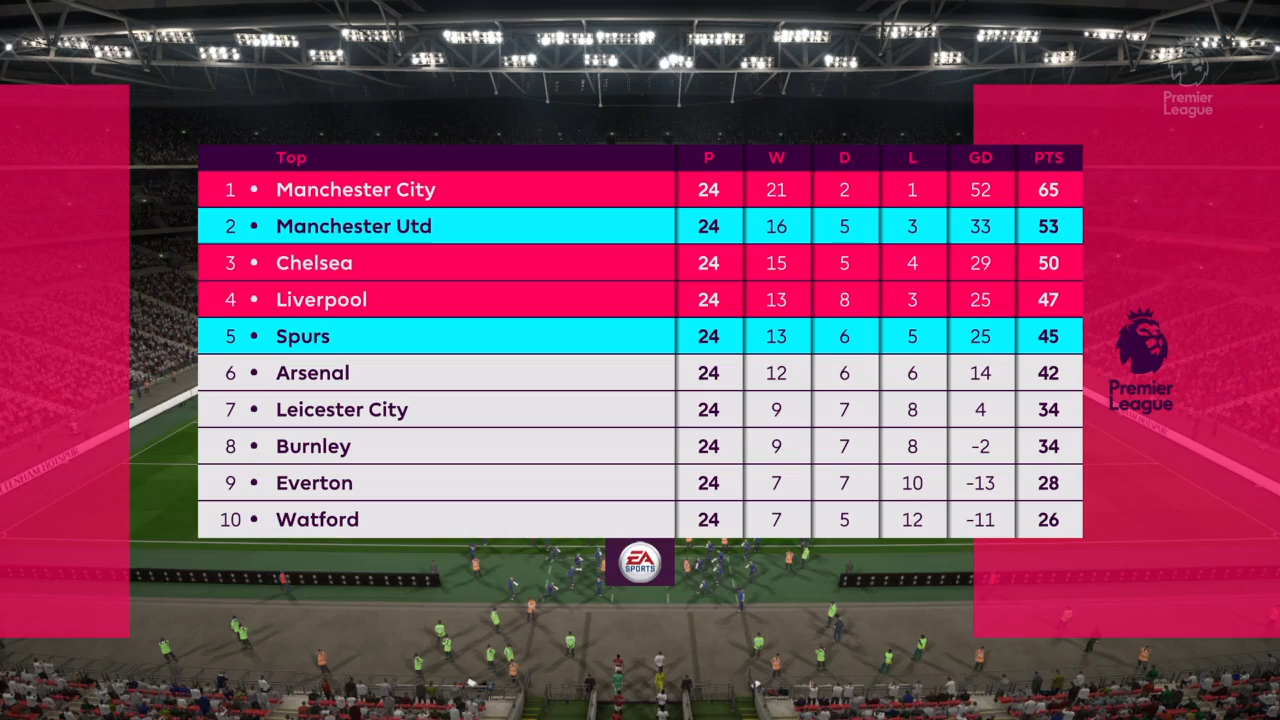 Premier
League
Top P W D L GD PTS
1 • Manchester City 24 21 2 1 52 65
2 • Manchester Utd 24 16 5 3 33 53
3 • Chelsea 24 15 5 4 29 50
4 • Liverpool 24 13 8 3 25 47
5 • Spurs 24 13 6 5 25 45
6 • Arsenal 24 12 6 6 14 42
7 • Leicester City 24 9 7 8 4 34
8 • Burnley 24 9 7 8 -2 34
9 • Everton 24 7 7 10 -13 28
10 • Watford 24 7 5 12 -11 26
Premier
League
TOTTENHAM HOTSPUR
EA
SPORTS